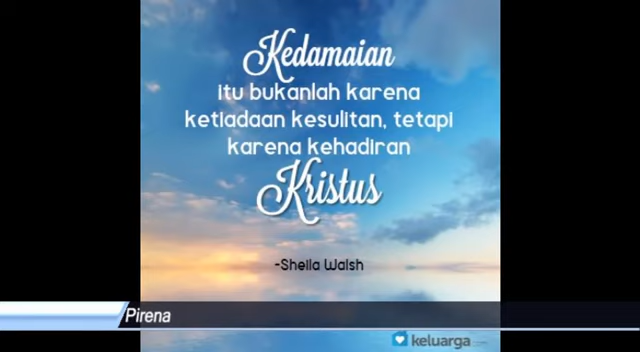 Kedamaian
itu bukanlah karena
ketiadaan kesulitan, tetapi
karena kehadiran
Kristus
-Sheila Walsh
Pirena
keluarga